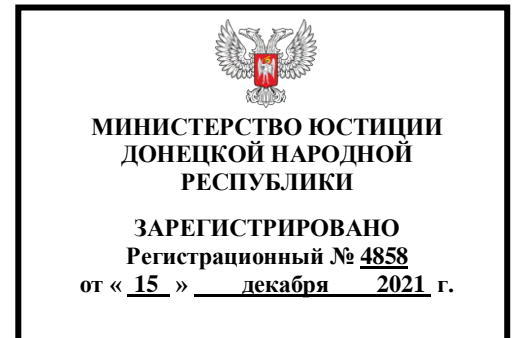 МИНИСТЕРСТВО ЮСТИЦИИ
ДОНЕЦКОЙ НАРОДНОЙ
РЕСПУБЛИКИ
ЗАРЕГИСТРИРОВАНО
Регистрационный № 4858
от « 15 » декабря 2021 г.